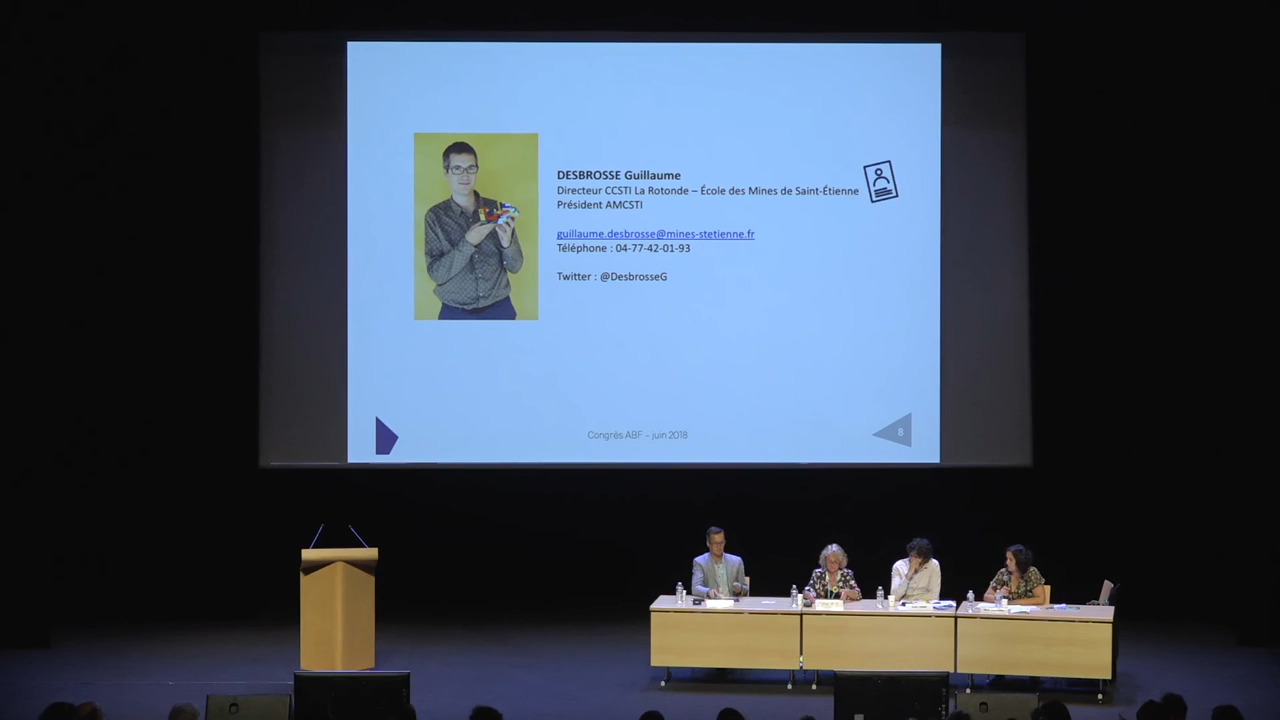 DESBROSSE Guillaume
Directeur CCSTI La Rotonde – École des Mines de Saint-Étienne
Président AMCSTI
guillaume.desbrosse@mines-stetienne.fr
Téléphone : 04-77-42-01-93
Twitter : @DesbrosseG
Congrès ABF – juin 2018
8